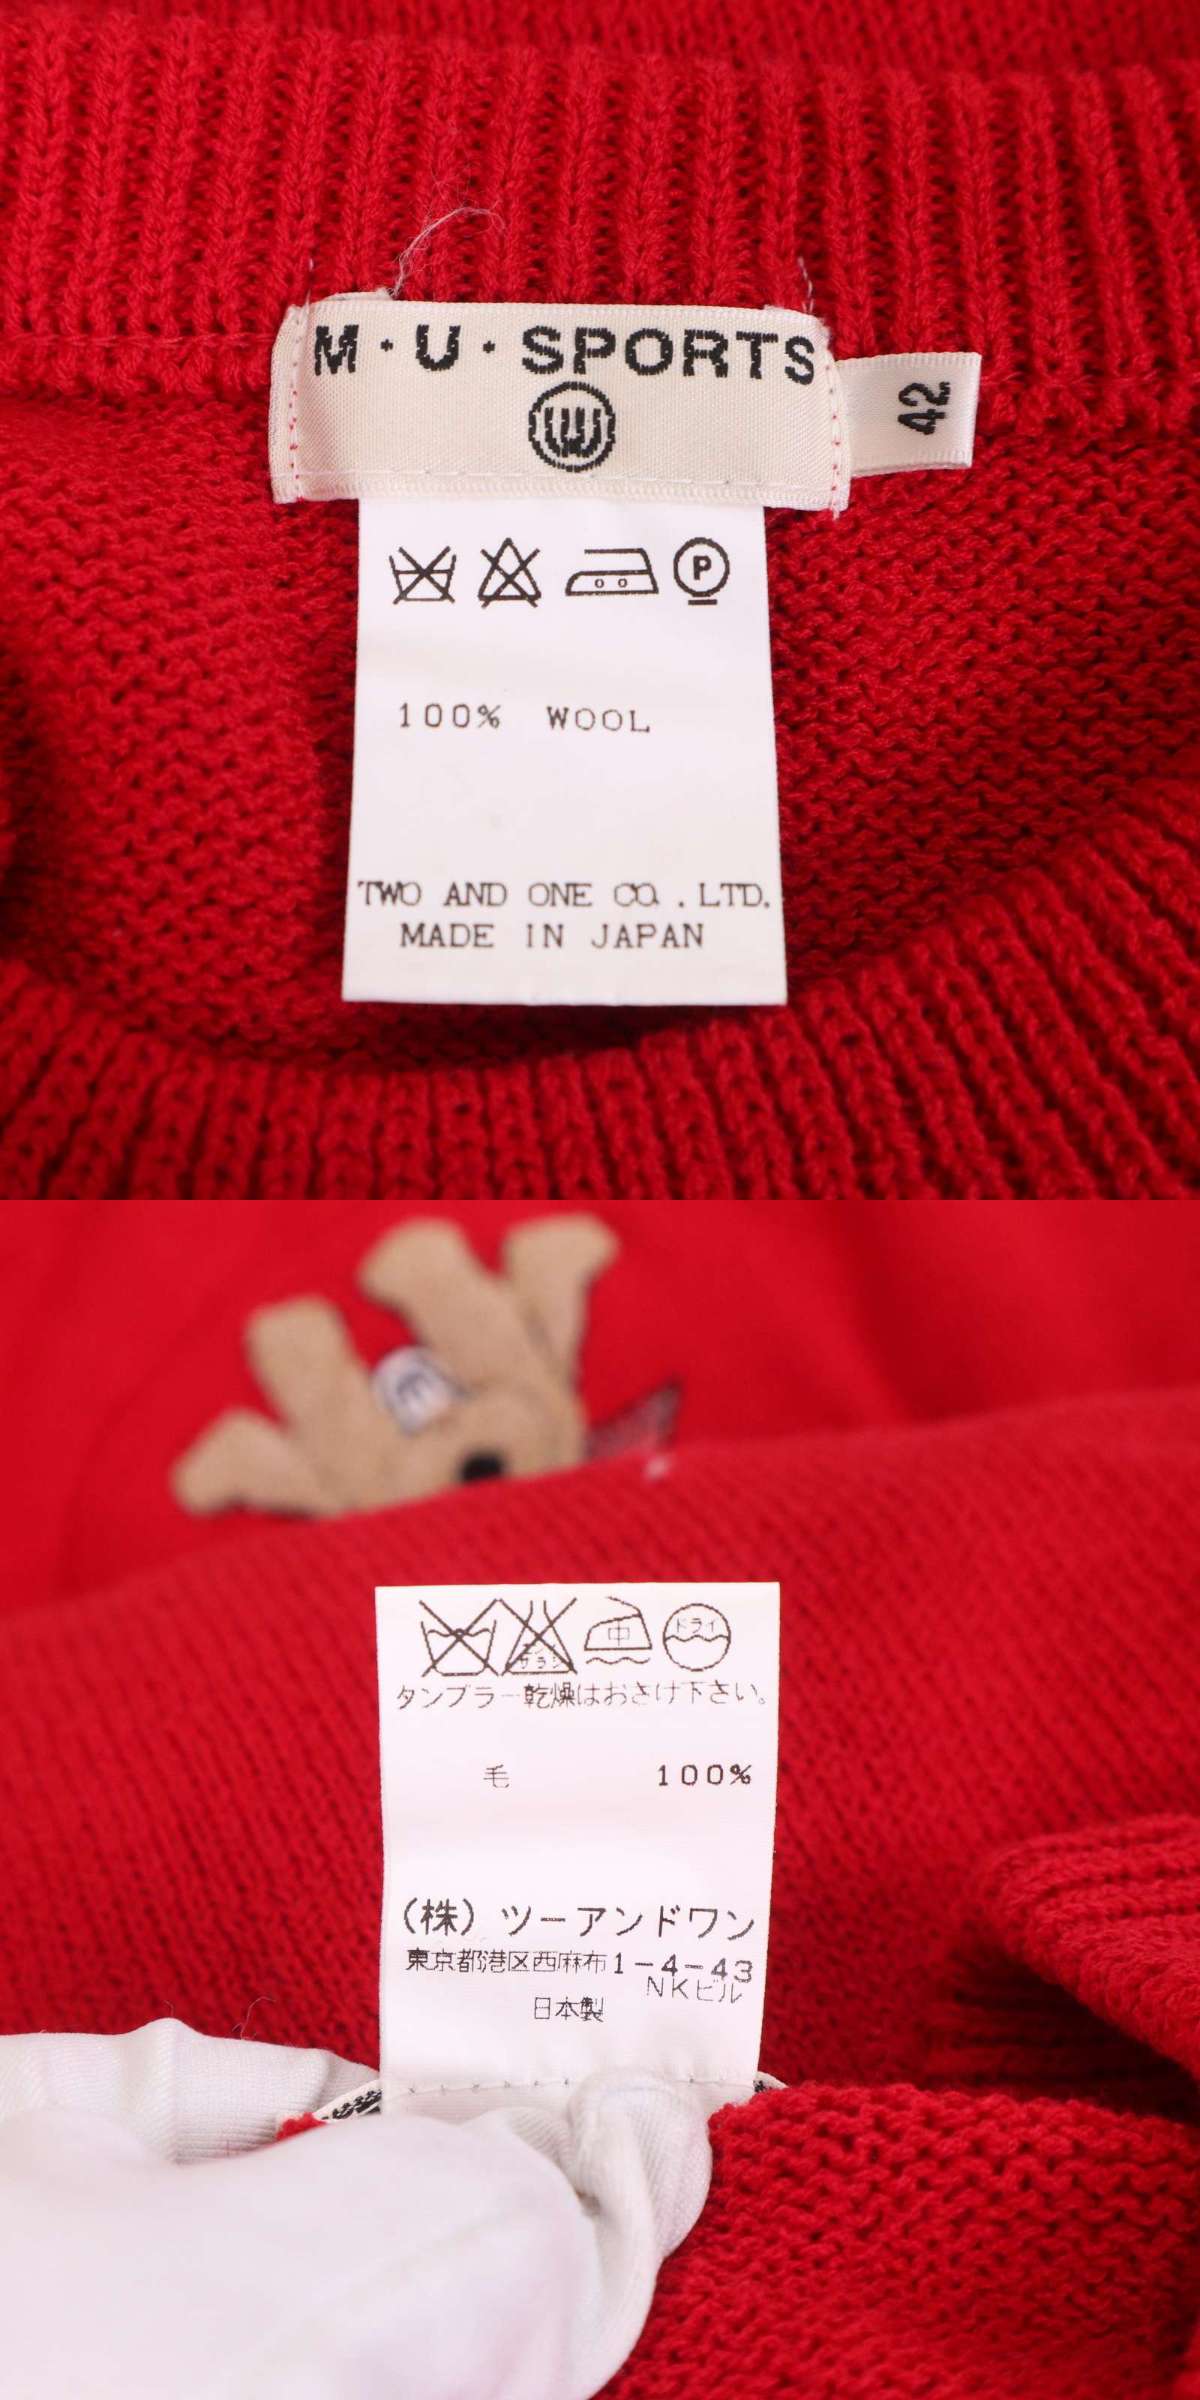 M・U・SPORTS
42
P
100% WOOL
TWO AND ONE CO.LTD.
MADE IN JAPAN
中
ドライ
タンブラー乾燥はおさけ下さい。
毛 100%
(株)ツーアンドワン
東京都港区西麻布1-4-43
NKビル
日本製